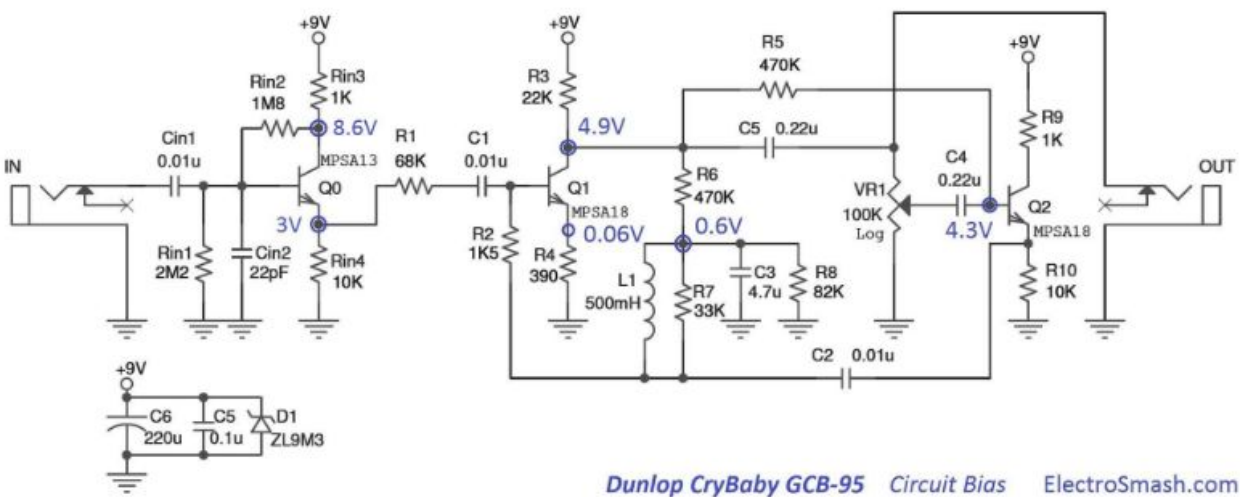 +9V
+9V
+9V
Rin2
1M8
Rin3
1K
R3
22K
R5
470K
8.6V
4.9V
C5 0.22u
R9
1K
Cin1
0.01u
R1
68K
C1
0.01u
MPSA13
Q0
Q1
MPSA18
R6
470K
VR1
100K
Log
C4
0.22u
Q2
MPSA18
IN
OUT
3V
0.06V
0.6V
4.3V
Rin1
2M2
Cin2
22pF
Rin4
10K
R2
1K5
R4
390
L1
500mH
R7
33K
C3
4.7u
R8
82K
R10
10K
C2 0.01u
+9V
C6
220u
C5
0.1u
D1
ZL9M3
Dunlop CryBaby GCB-95 Circuit Bias ElectroSmash.com